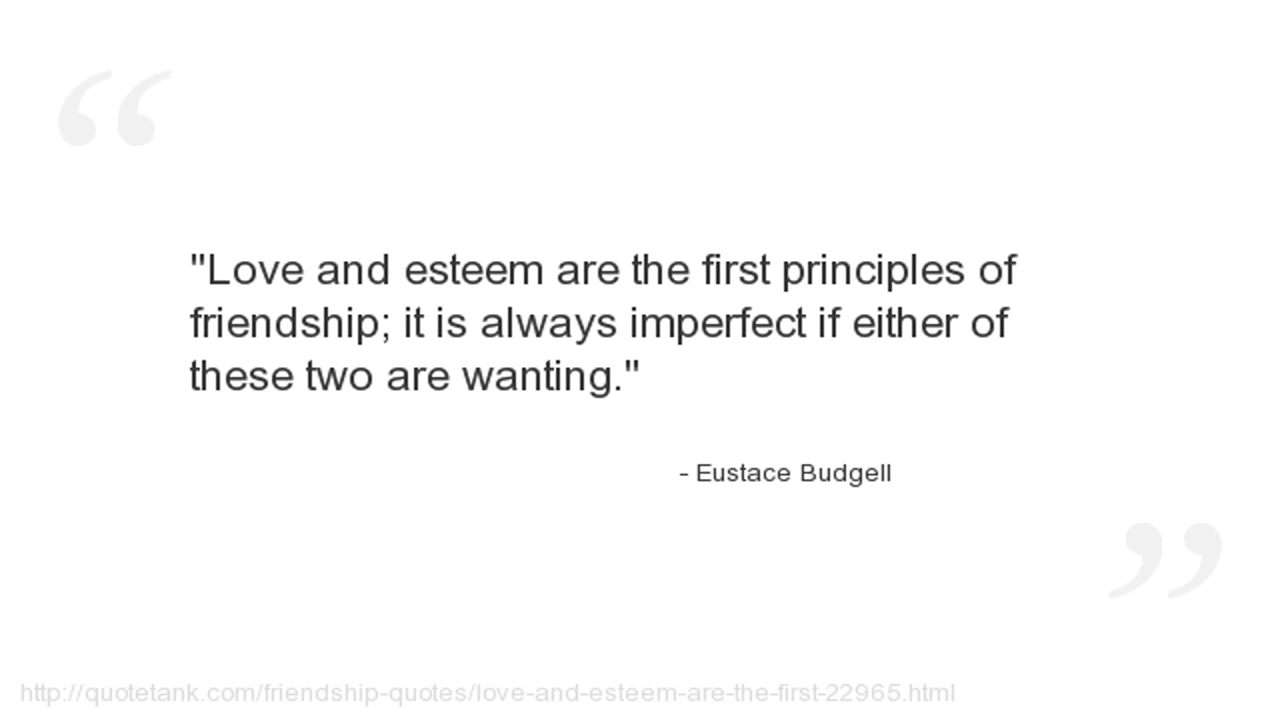 "Love and esteem are the first principles of
friendship; it is always imperfect if either of
these two are wanting."
- Eustace Budgell
http://quotetank.com/friendship-quotes/love-and-esteem-are-the-first-22965.html